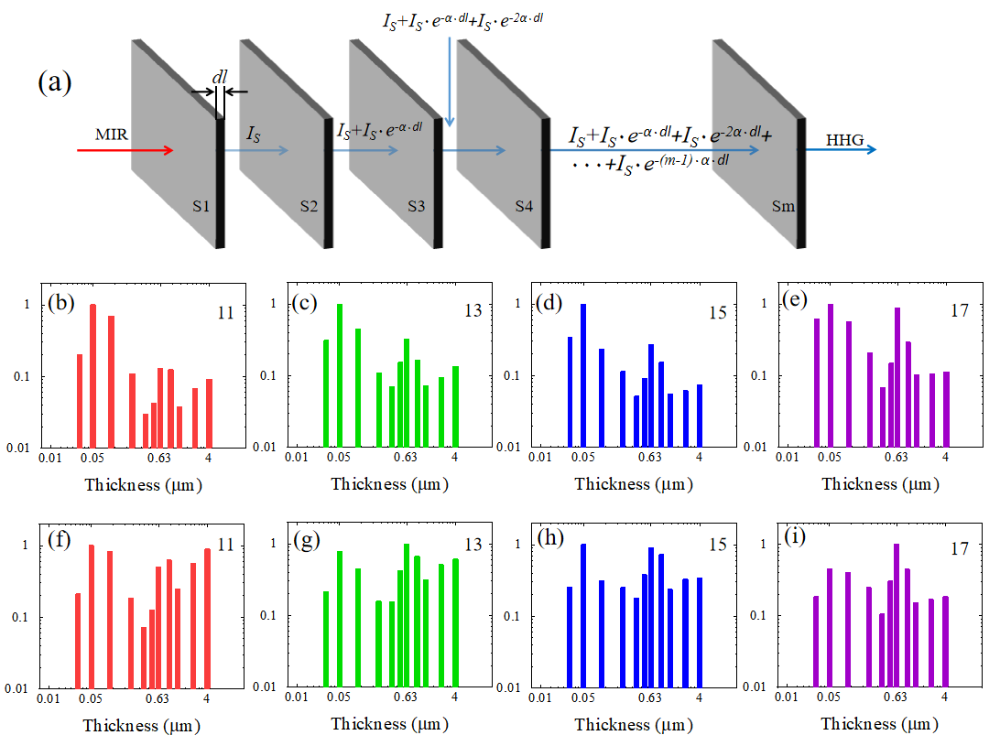 I_S+I_S·e^-α·dl+I_S·e^-2α·dl
(a)
dl
MIR
I_S
I_S+I_S·e^-α·dl
I_S+I_S·e^-α·dl+I_S·e^-2α·dl+
···+I_S·e^-(m-1)·α·dl
HHG
S1
S2
S3
S4
Sm
(b)
11
1
0.1
0.01
0.01
0.05
0.63
4
Thickness (μm)
(c)
13
1
0.1
0.01
0.01
0.05
0.63
4
Thickness (μm)
(d)
15
1
0.1
0.01
0.01
0.05
0.63
4
Thickness (μm)
(e)
17
1
0.1
0.01
0.01
0.05
0.63
4
Thickness (μm)
(f)
11
1
0.1
0.01
0.01
0.05
0.63
4
Thickness (μm)
(g)
13
1
0.1
0.01
0.01
0.05
0.63
4
Thickness (μm)
(h)
15
1
0.1
0.01
0.01
0.05
0.63
4
Thickness (μm)
(i)
17
1
0.1
0.01
0.01
0.05
0.63
4
Thickness (μm)